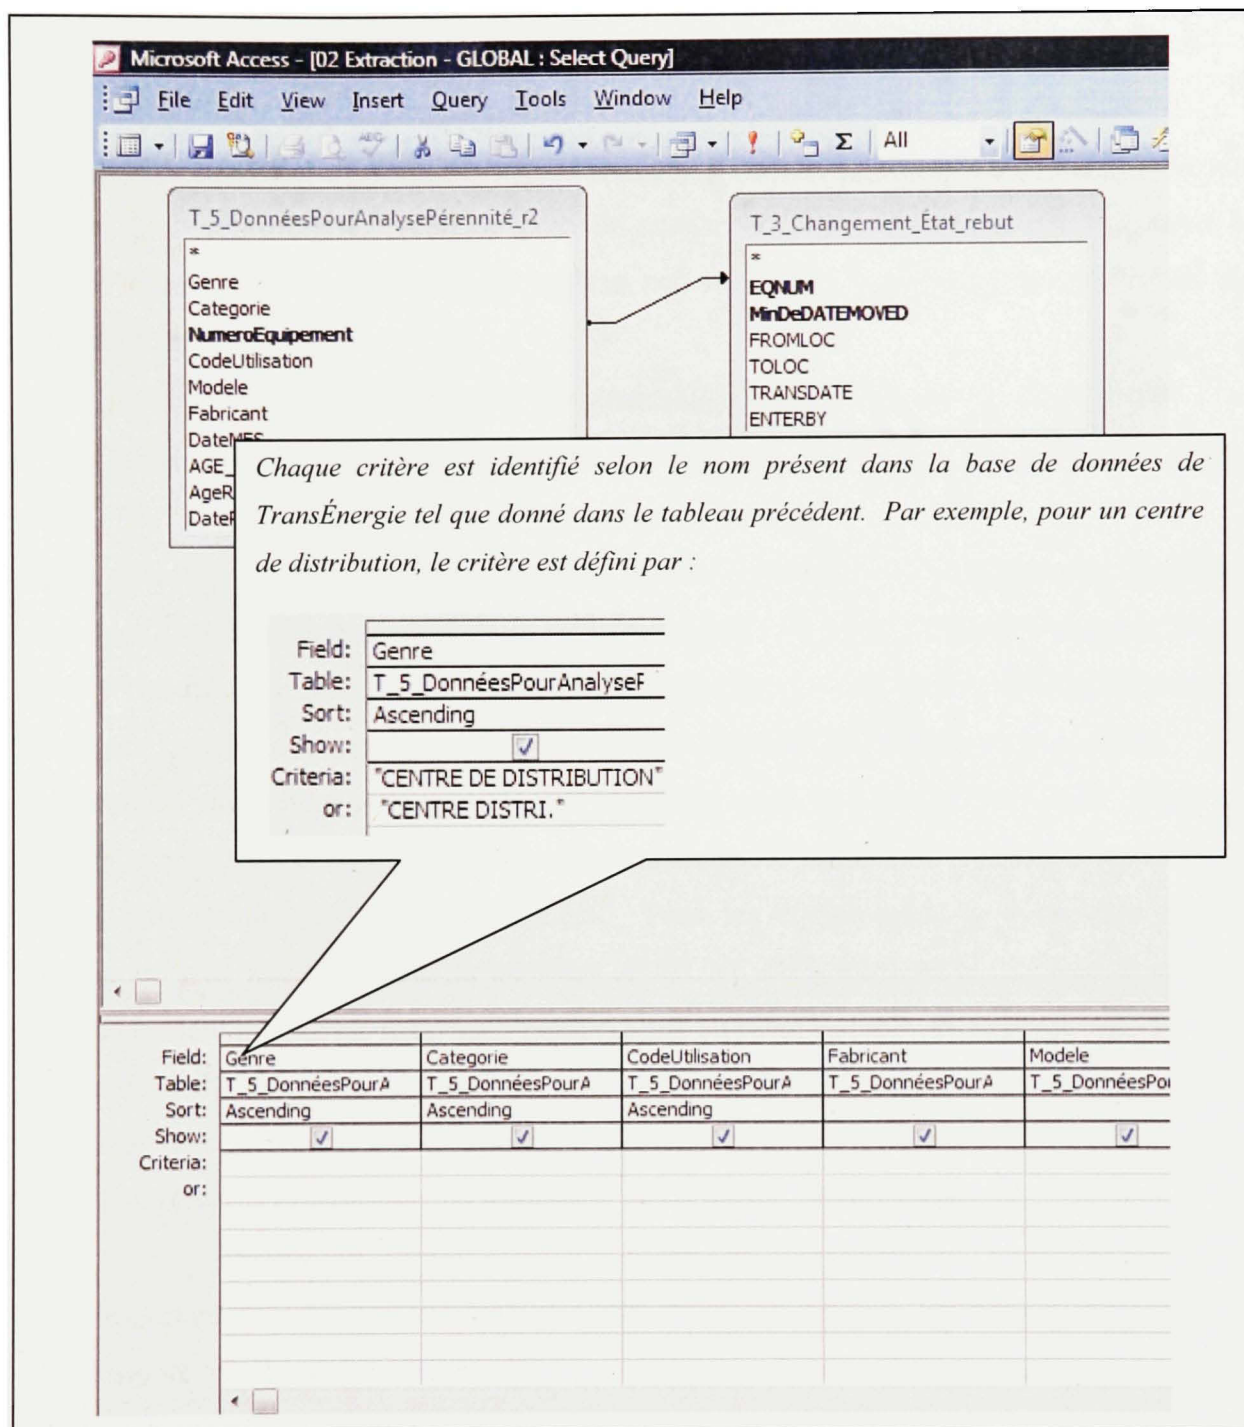 Microsoft Access - [02 Extraction - GLOBAL : Select Query]
File Edit View Insert Query Tools Window Help
All
T_5_DonnéesPourAnalysePérennité_r2
*
Genre
Categorie
NumeroEquipement
CodeUtilisation
Modele
Fabricant
DateMES
AGE_
AgeR
DateF
T_3_Changement_État_rebut
*
EQNUM
MinDeDATEMOVED
FROMLOC
TOLOC
TRANSDATE
ENTERBY
Chaque critère est identifié selon le nom présent dans la base de données de
TransÉnergie tel que donné dans le tableau précédent. Par exemple, pour un centre
de distribution, le critère est défini par :
Field: Genre
Table: T_5_DonnéesPourAnalyseF
Sort: Ascending
Show:
Criteria: "CENTRE DE DISTRIBUTION"
or: "CENTRE DISTRI."
Field: Genre Categorie CodeUtilisation Fabricant Modele
Table: T_5_DonnéesPourA T_5_DonnéesPourA T_5_DonnéesPourA T_5_DonnéesPourA T_5_DonnéesPou
Sort: Ascending Ascending Ascending
Show:
Criteria:
or: